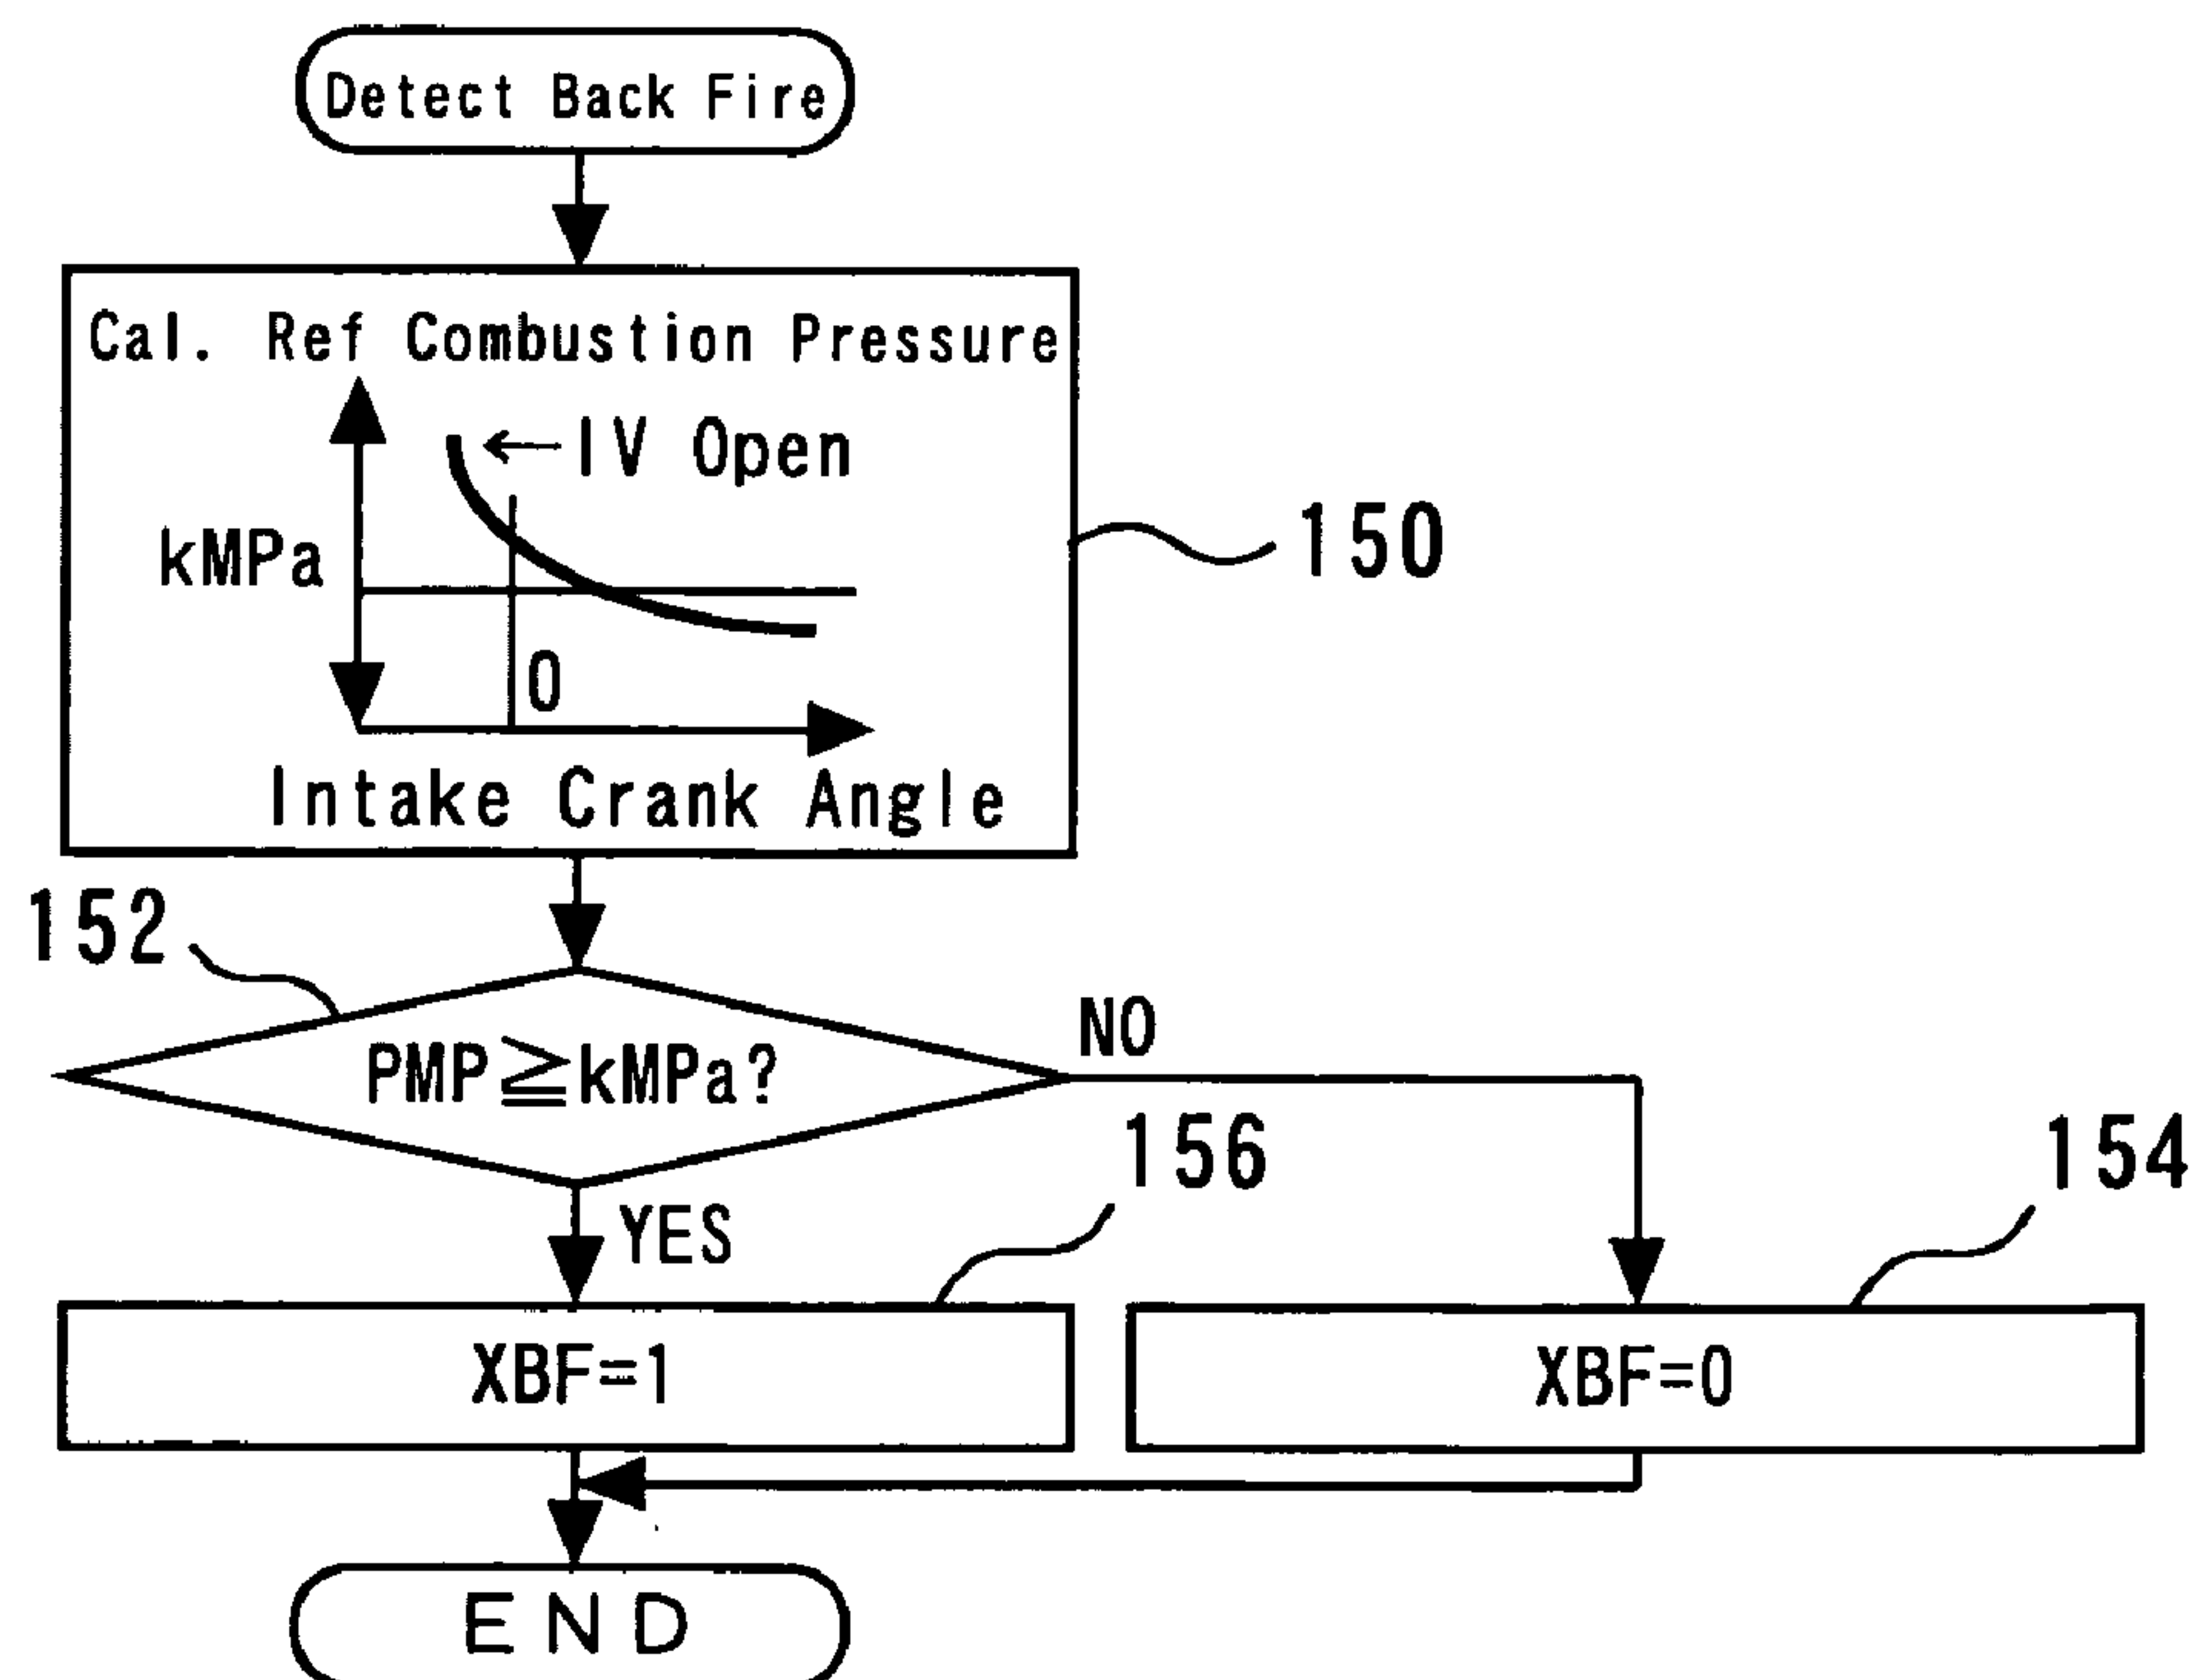 Detect Back Fire
Cal. Ref Combustion Pressure
IV Open
kMPa
150
0
Intake Crank Angle
152
NO
PMP≧kMPa?
156
154
YES
XBF=1
XBF=0
END